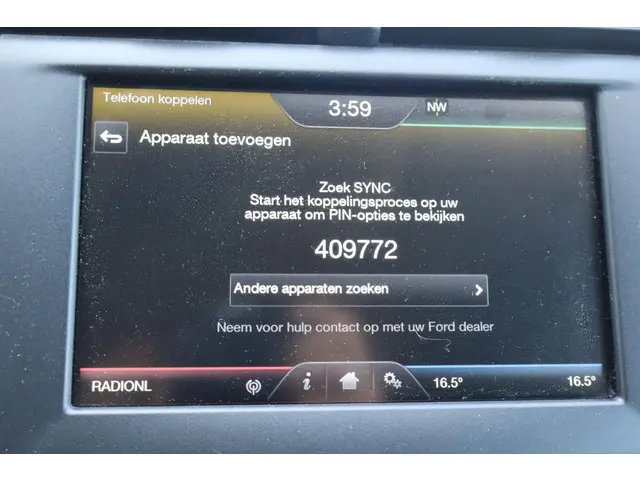 Telefoon koppelen
3:59
NW
Apparaat toevoegen
Zoek SYNC
Start het koppelingsproces op uw
apparaat om PIN-opties te bekijken
409772
Andere apparaten zoeken
Neem voor hulp contact op met uw Ford dealer
RADIONL
i
16.5°
16.5°